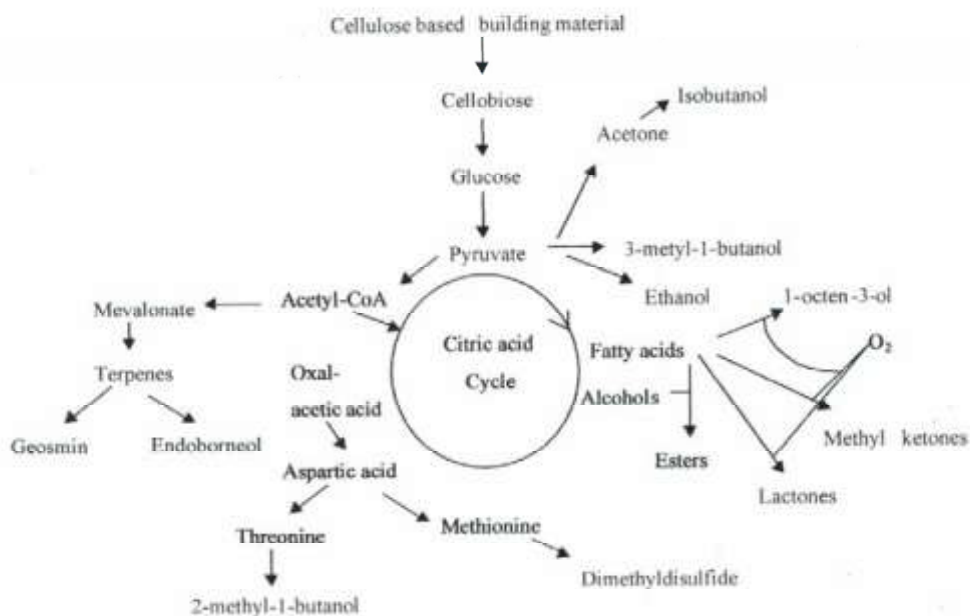 Cellulose based building material
Cellobiose
Isobutanol
Acetone
Glucose
Pyruvate
3-metyl-1-butanol
Ethanol
1-octen-3-ol
Acetyl-CoA
Mevalonate
Citric acid
Cycle
Fatty acids
O2
Terpenes
Oxal-
acetic acid
Alcohols
Geosmin
Endoborneol
Methyl ketones
Esters
Aspartic acid
Lactones
Threonine
Methionine
Dimethyldisulfide
2-methyl-1-butanol